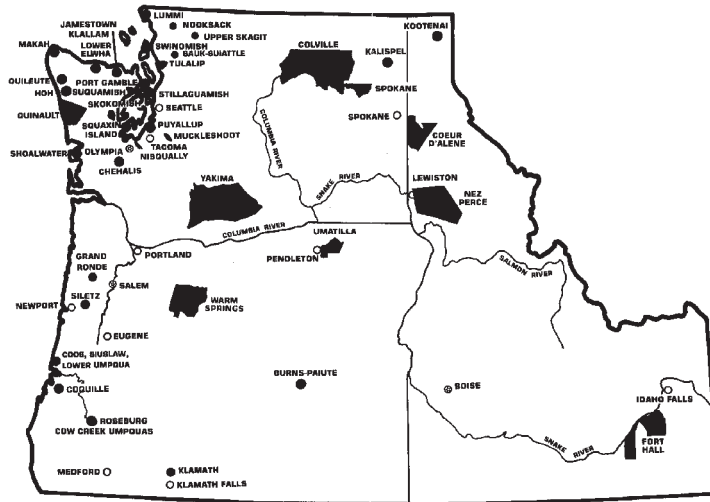 LUMMI
NOOKSACK
UPPER SKAGIT
JAMESTOWN
KLALLAM
LOWER
ELWHA
SWINOMISH
SAUK-SUIATTLE
TULALIP
MAKAH
QUILEUTE
HOH
PORT GAMBLE
SUQUAMISH
STILLAGUAMISH
SKOKOMISH
SEATTLE
QUINAULT
SQUAXIN
ISLAND
PUYALLUP
MUCKLESHOOT
TACOMA
NISQUALLY
SHOALWATER
OLYMPIA
CHEHALIS
COLVILLE
KALISPEL
KOOTENAI
SPOKANE
SPOKANE
COEUR
D'ALENE
COLUMBIA
RIVER
YAKIMA
SNAKE
RIVER
LEWISTON
NEZ
PERCE
COLUMBIA RIVER
UMATILLA
PENDLETON
PORTLAND
GRAND
RONDE
SALEM
SILETZ
NEWPORT
WARM
SPRINGS
EUGENE
SALMON RIVER
COOS, SIUSLAW,
LOWER UMPQUA
COQUILLE
BURNS-PAIUTE
BOISE
IDAHO FALLS
ROSEBURG
COW CREEK UMPQUAS
SNAKE
RIVER
FORT
HALL
MEDFORD
KLAMATH
KLAMATH FALLS